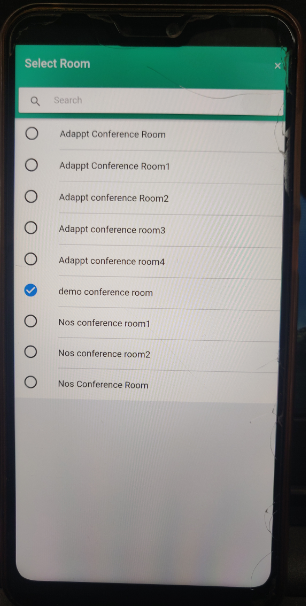 Select Room
×
Search
Adappt Conference Room
Adappt Conference Room1
Adappt conference Room2
Adappt conference room3
Adappt conference room4
demo conference room
Nos conference room1
Nos conference room2
Nos Conference Room